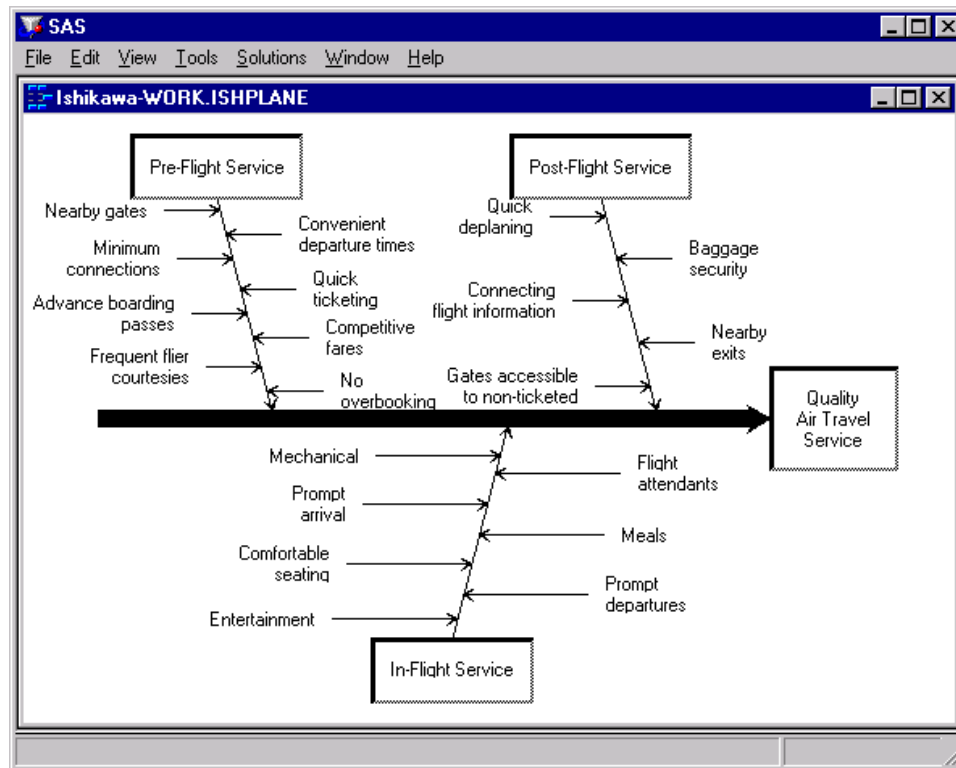 SAS
File Edit View Tools Solutions Window Help
Ishikawa-WORK.ISHPLANE
Pre-Flight Service
Post-Flight Service
Nearby gates
Convenient
departure times
Minimum
connections
Quick
ticketing
Advance boarding
passes
Competitive
fares
Frequent flier
courtesies
No
overbooking
Quick
deplaning
Baggage
security
Connecting
flight information
Nearby
exits
Gates accessible
to non-ticketed
Quality
Air Travel
Service
Mechanical
Flight
attendants
Prompt
arrival
Meals
Comfortable
seating
Prompt
departures
Entertainment
In-Flight Service